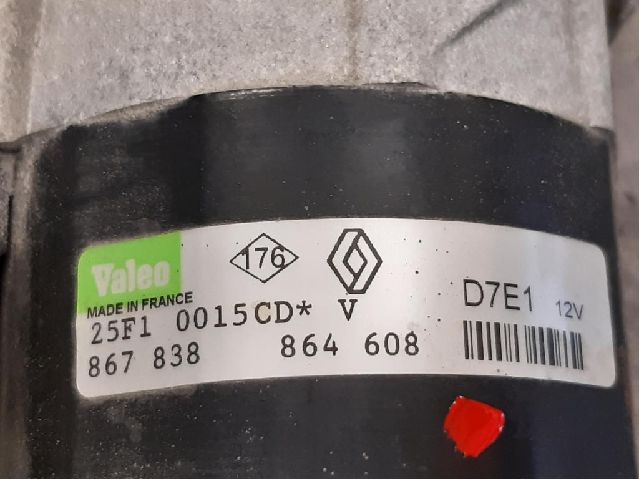 Valeo
176
MADE IN FRANCE
D7E1 12V
25F1 0015CD* V
867 838 864 608